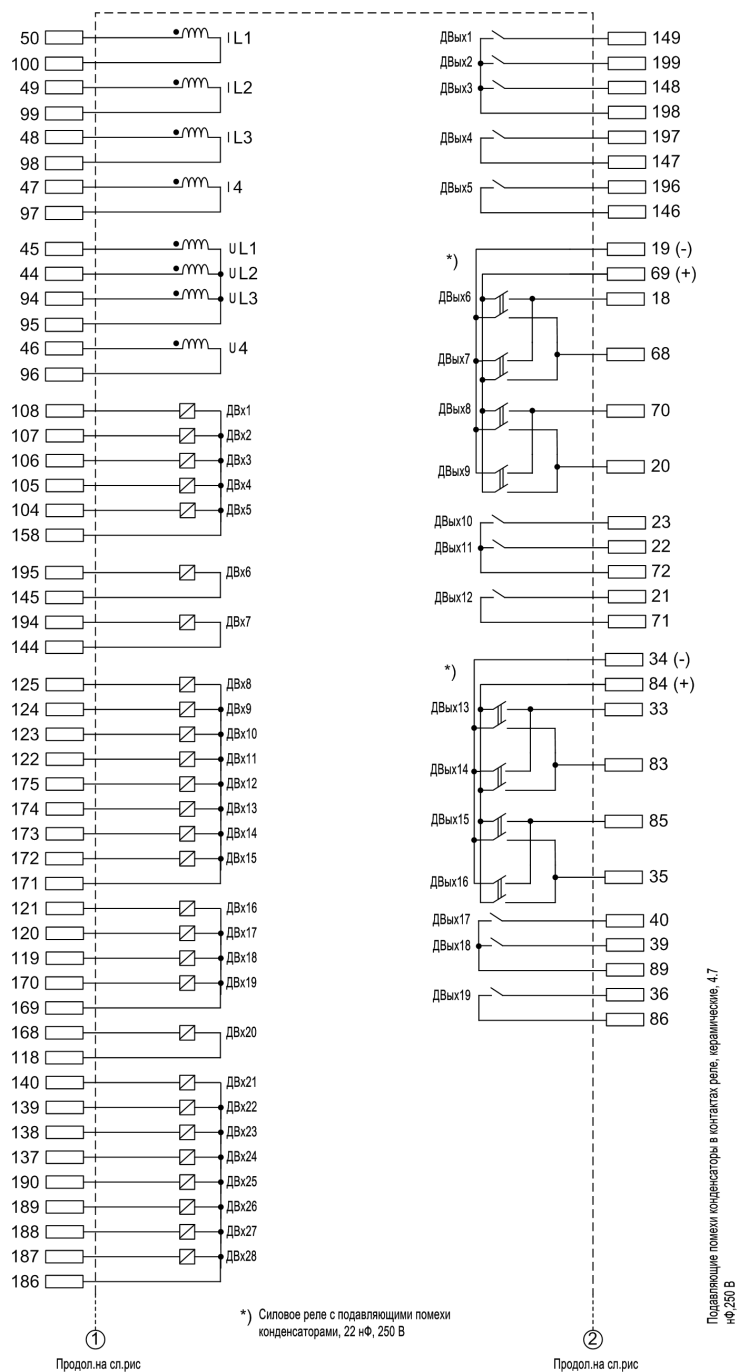 50 IL1
100
49 IL2
99
48 IL3
98
47 I4
97
45 UL1
44 UL2
94 UL3
95
46 U4
96
108 ДВх1
107 ДВх2
106 ДВх3
105 ДВх4
104 ДВх5
158
195 ДВх6
145
194 ДВх7
144
125 ДВх8
124 ДВх9
123 ДВх10
122 ДВх11
175 ДВх12
174 ДВх13
173 ДВх14
172 ДВх15
171
121 ДВх16
120 ДВх17
119 ДВх18
170 ДВх19
169
168 ДВх20
118
140 ДВх21
139 ДВх22
138 ДВх23
137 ДВх24
190 ДВх25
189 ДВх26
188 ДВх27
187 ДВх28
186
1
Продол.на сл.рис
ДВых1 149
ДВых2 199
ДВых3 148
198
ДВых4 197
147
ДВых5 196
146
19 (-)
*)
69 (+)
ДВых6 18
ДВых7 68
ДВых8 70
ДВых9 20
ДВых10 23
ДВых11 22
72
ДВых12 21
71
34 (-)
*)
84 (+)
ДВых13 33
ДВых14 83
ДВых15 85
ДВых16 35
ДВых17 40
ДВых18 39
89
ДВых19 36
86
*) Силовое реле с подавляющими помехи
конденсаторами, 22 нФ, 250 В
2
Продол.на сл.рис
Подавляющие помехи конденсаторы в контактах реле, керамические, 4.7
нФ,250 В